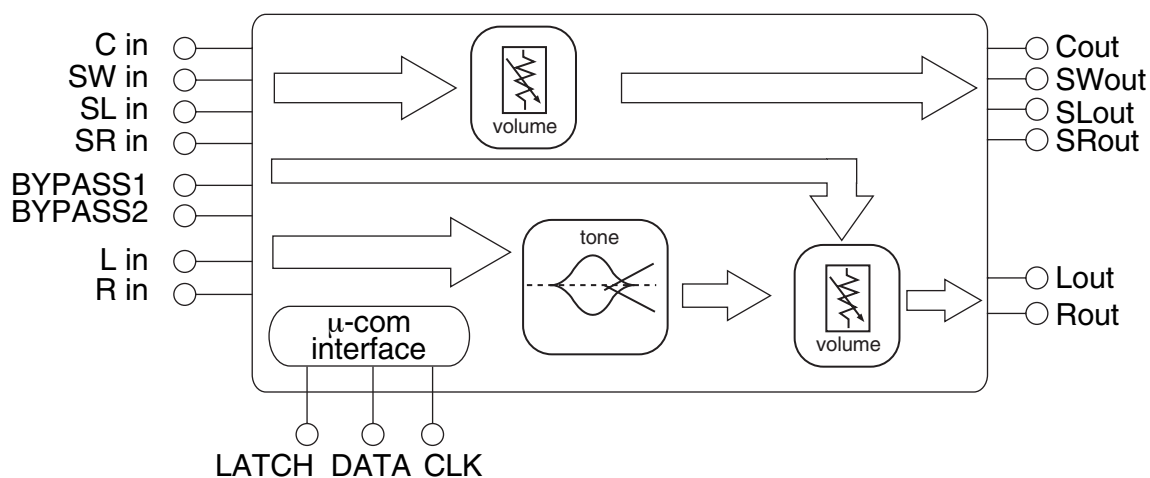 C in
SW in
SL in
SR in
BYPASS1
BYPASS2
L in
R in
volume
tone
volume
μ-com
interface
LATCH DATA CLK
Cout
SWout
SLout
SRout
Lout
Rout